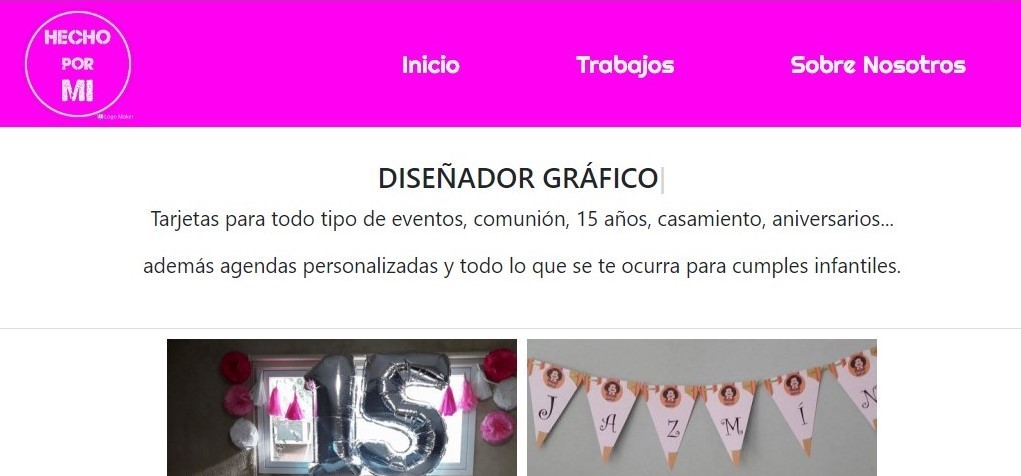 HECHO
POR
MI
Logo Maker
Inicio Trabajos Sobre Nosotros
DISEÑADOR GRÁFICO
Tarjetas para todo tipo de eventos, comunión, 15 años, casamiento, aniversarios...
además agendas personalizadas y todo lo que se te ocurra para cumples infantiles.
15
J A Z M Í N